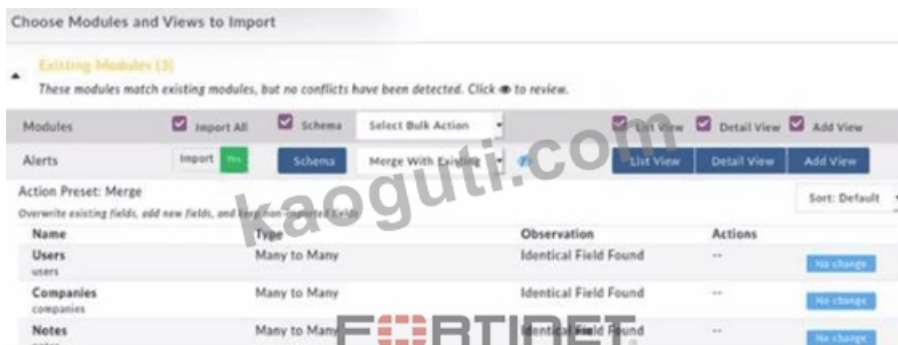 Choose Modules and Views to Import
Existing Modules (3)
These modules match existing modules, but no conflicts have been detected. Click to review.
Modules Import All Schema Select Bulk Action List View Detail View Add View
Alerts Import Yes Schema Merge With Existing List View Detail View Add View
Action Preset: Merge Sort: Default
Overwrite existing fields, add new fields, and keep non-imported fields
Name Type Observation Actions
Users Many to Many Identical Field Found -- No change
users
Companies Many to Many Identical Field Found -- No change
companies
Notes Many to Many Identical Field Found -- No change
kaoguti.com
FORTINET